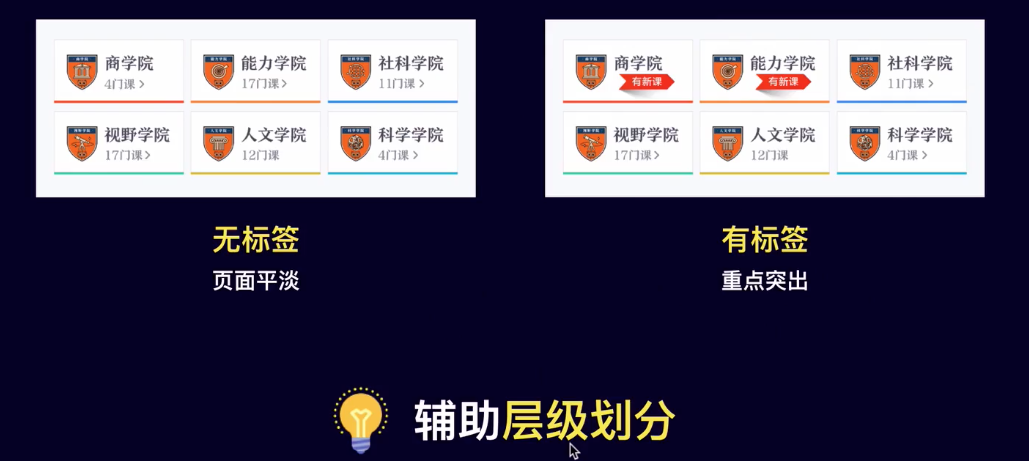 商学院 能力学院 社科学院
4门课 17门课 11门课
视野学院 人文学院 科学学院
17门课 12门课 4门课
无标签
页面平淡
商学院 能力学院 社科学院
有新课 有新课 11门课
视野学院 人文学院 科学学院
17门课 12门课 4门课
有标签
重点突出
辅助层级划分